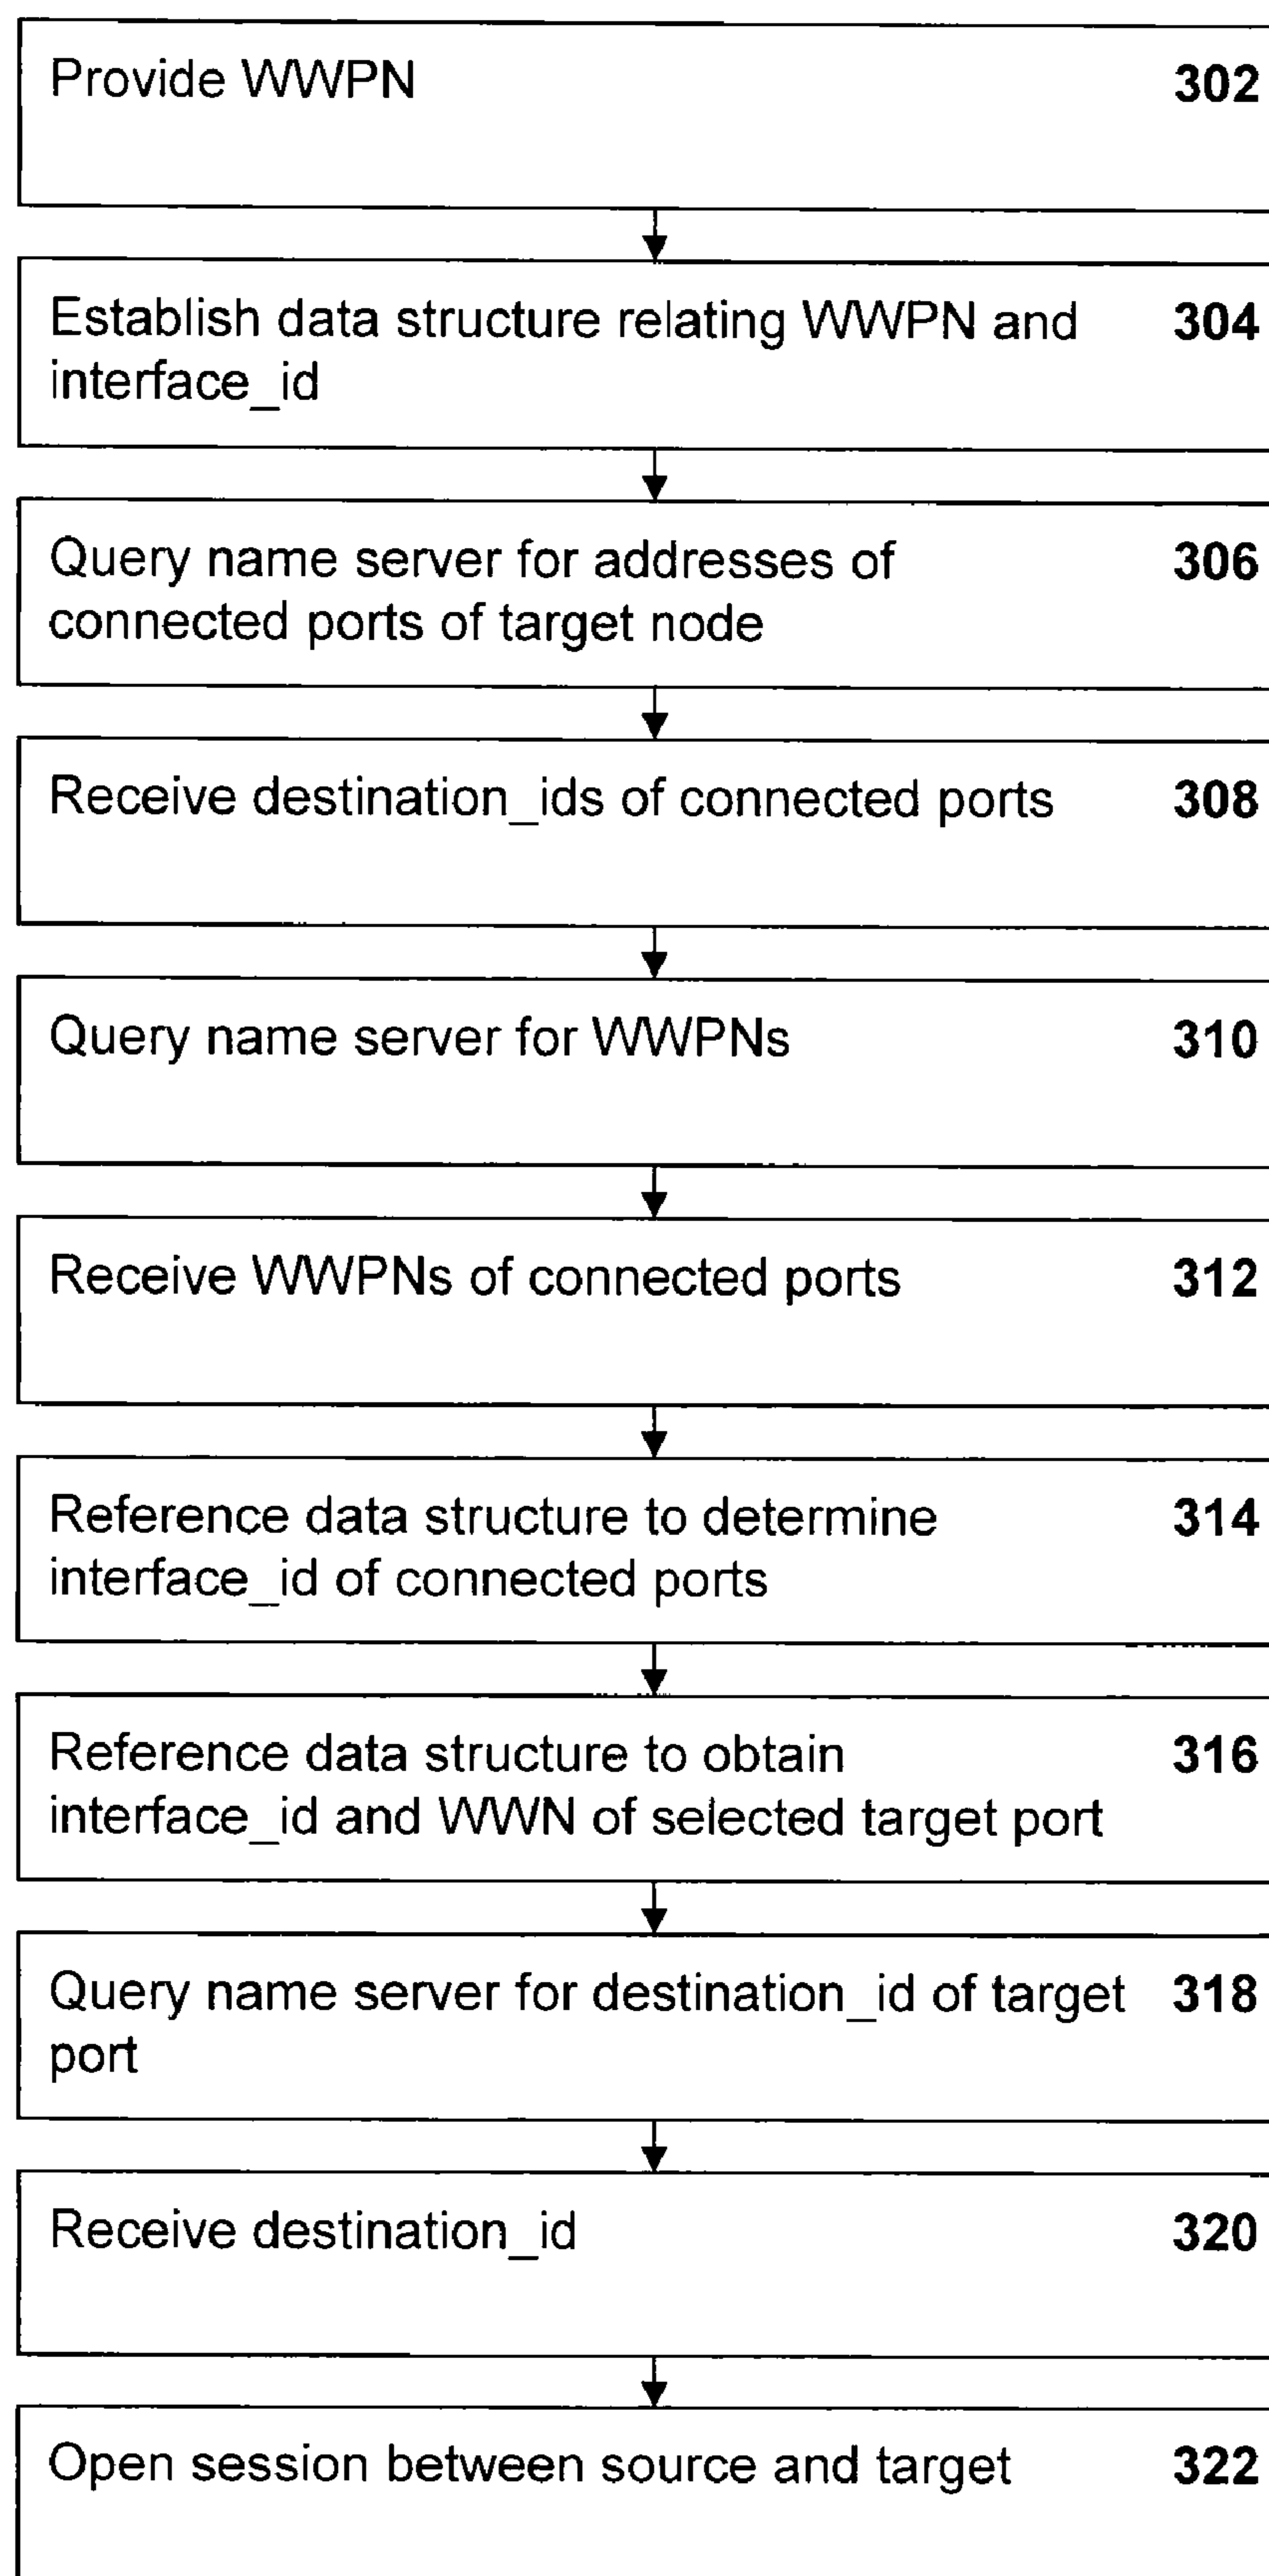 Provide WWPN 302
Establish data structure relating WWPN and 304
interface_id
Query name server for addresses of 306
connected ports of target node
Receive destination_ids of connected ports 308
Query name server for WWPNs 310
Receive WWPNs of connected ports 312
Reference data structure to determine 314
interface_id of connected ports
Reference data structure to obtain 316
interface_id and WWN of selected target port
Query name server for destination_id of target 318
port
Receive destination_id 320
Open session between source and target 322